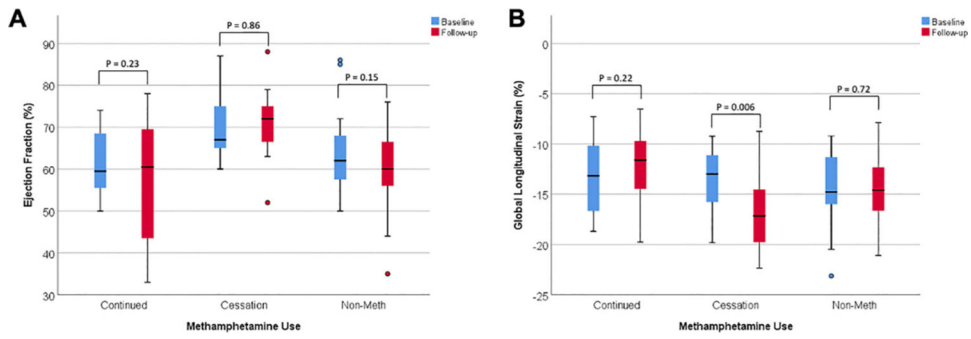 A
Baseline
Follow-up
P = 0.86
P = 0.23
P = 0.15
90
80
70
60
50
40
30
Ejection Fraction (%)
Continued
Cessation
Non-Meth
Methamphetamine Use
B
Baseline
Follow-up
P = 0.22
P = 0.006
P = 0.72
0
-5
-10
-15
-20
-25
Global Longitudinal Strain (%)
Continued
Cessation
Non-Meth
Methamphetamine Use